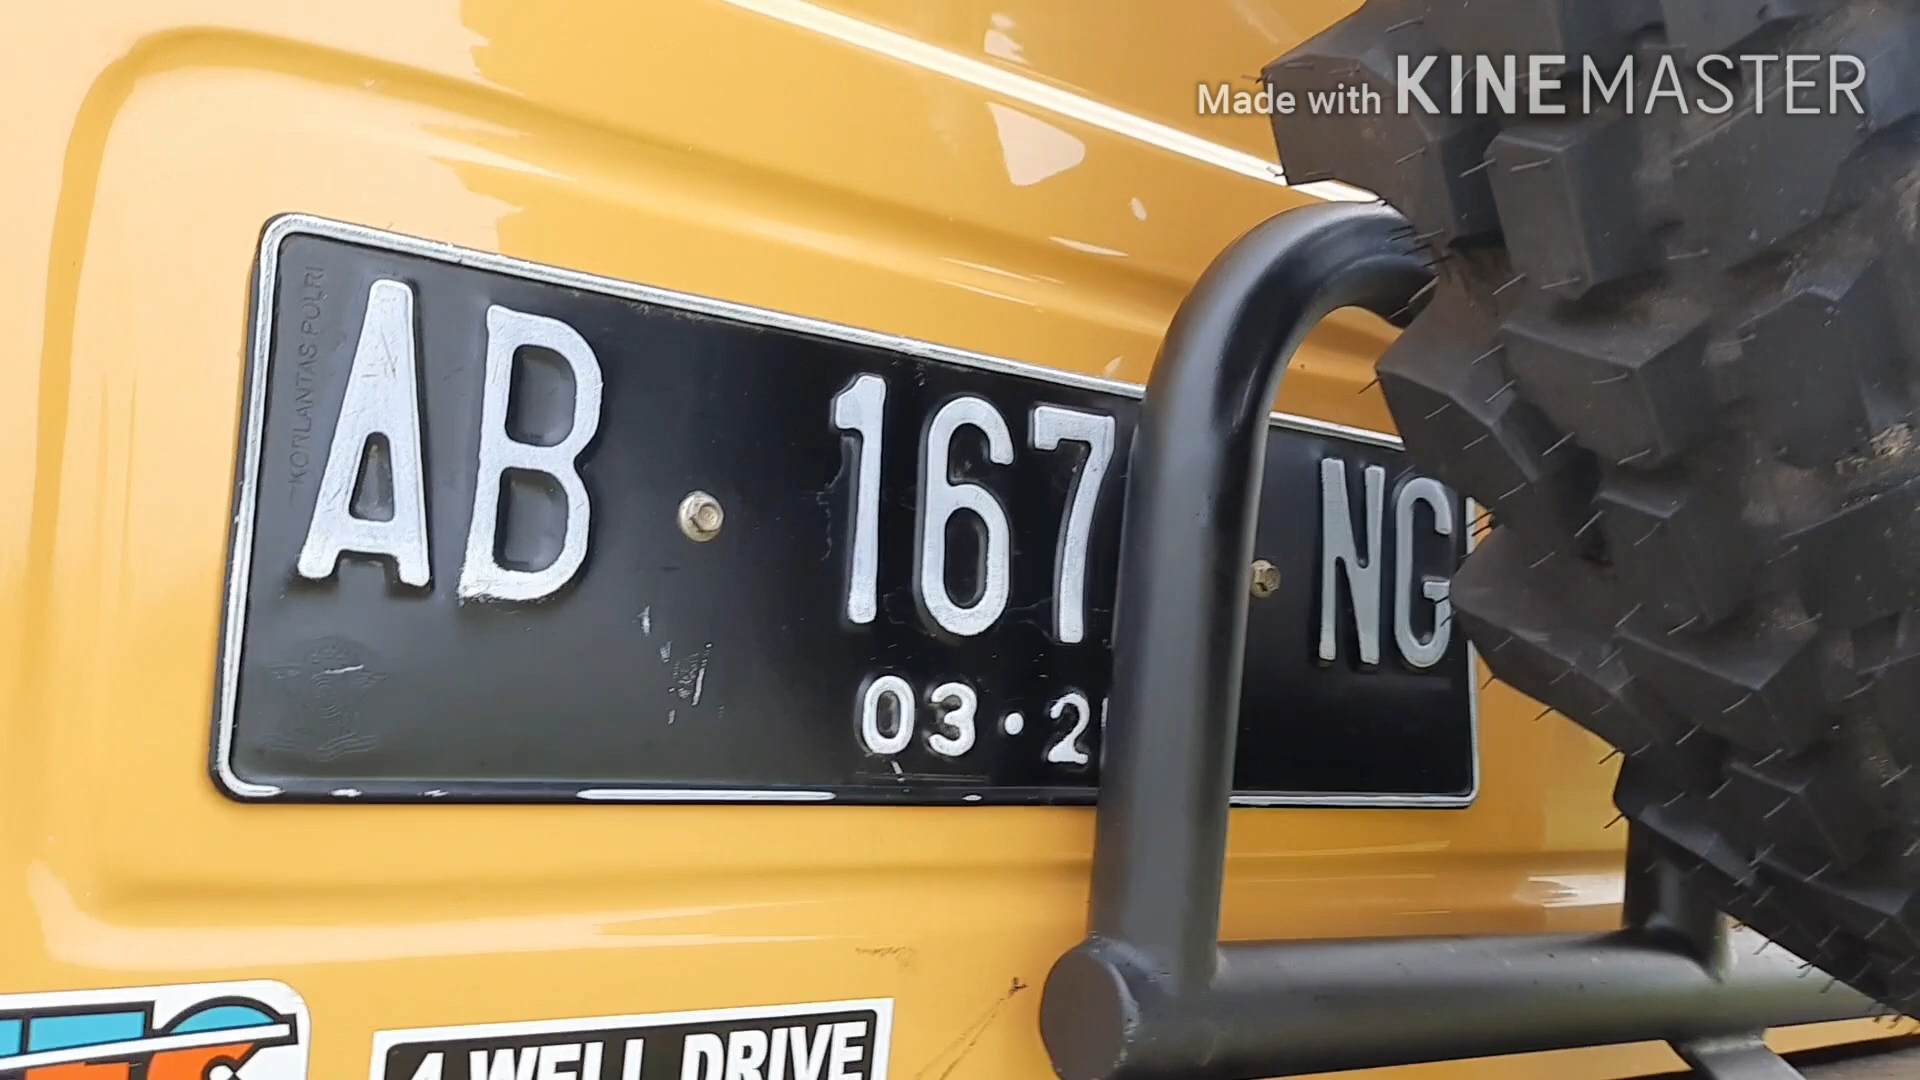 Made with KINEMASTER
KORLANTAS POLRI
AB 167 NG
03·2
4 WELL DRIVE